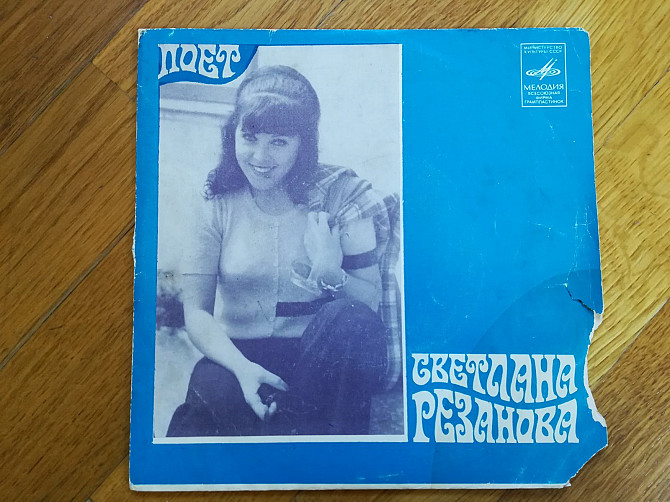 ПОЕТ
МИНИСТЕРСТВО
КУЛЬТУРЫ СССР
МЕЛОДИЯ
ВСЕСОЮЗНАЯ
ФИРМА
ГРАМПЛАСТИНОК
СВЕТЛАНА
РЕЗАНОВА